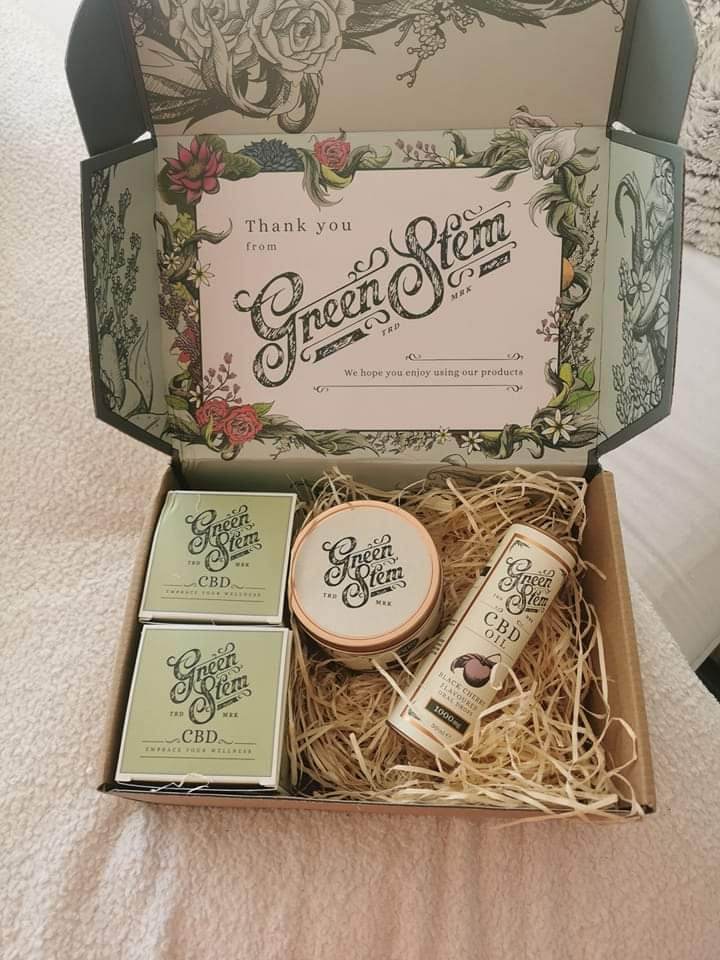 Thank you
from
Green Stem
TRD MRK
We hope you enjoy using our products
Green
Stem
TRD MRK
CBD
EMBRACE YOUR WELLNESS
Green
Stem
TRD MRK
CBD
EMBRACE YOUR WELLNESS
Green
Stem
TRD MRK
Green
Stem
CBD
OIL
BLACK CHERRY
FLAVOURED
ORAL DROPS
1000mg